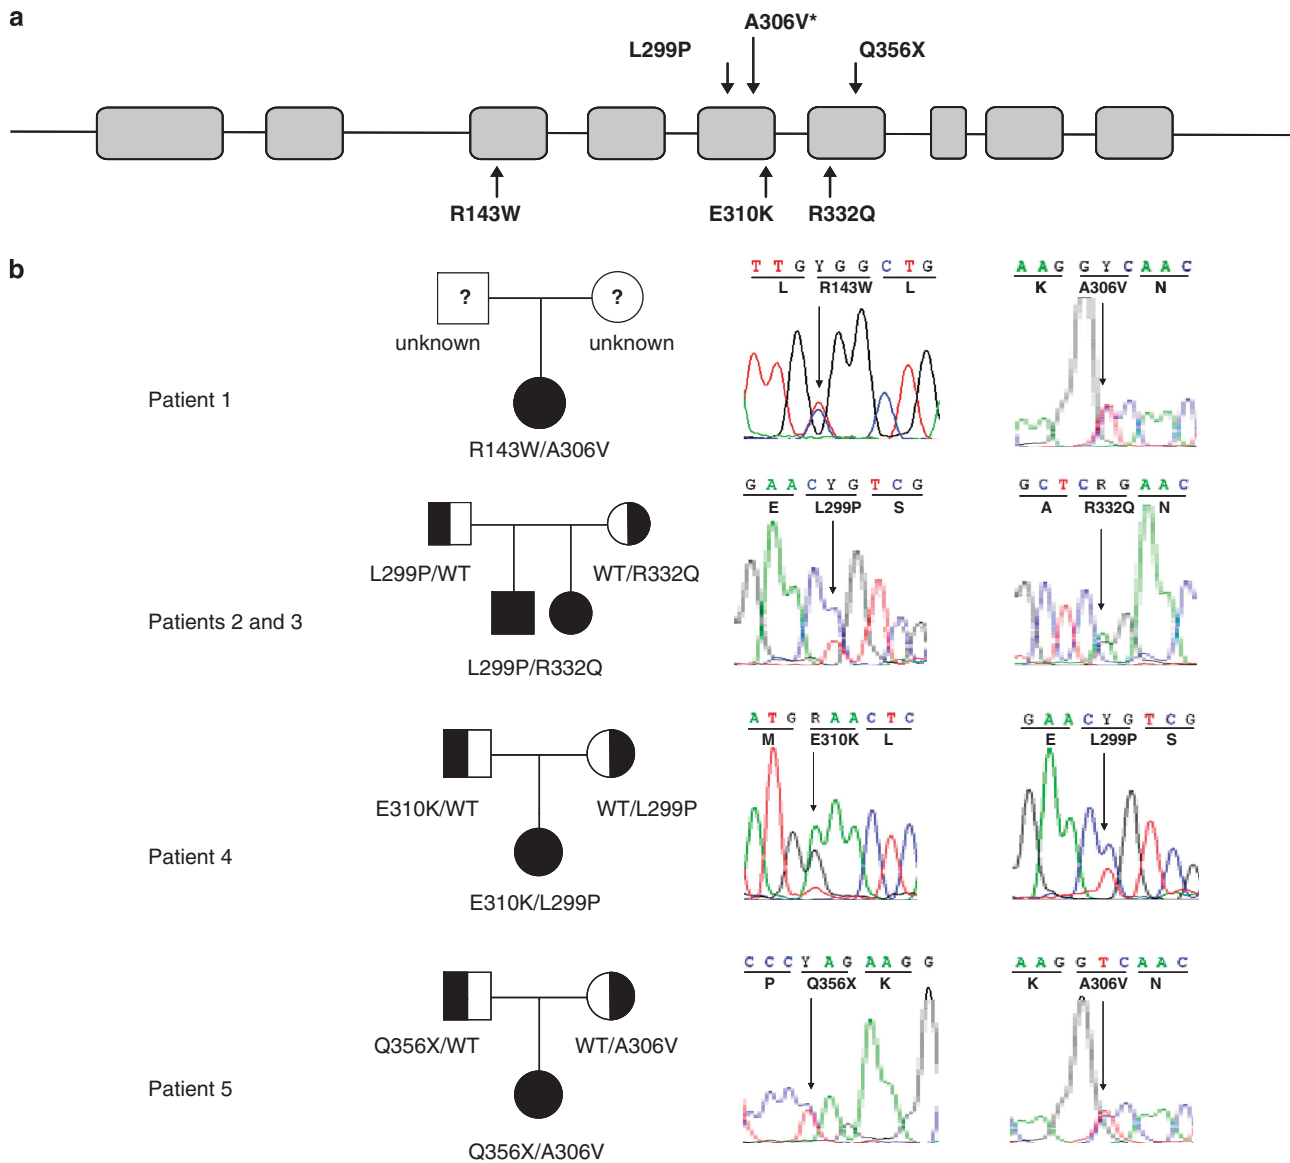 a
A306V*
L299P
Q356X
R143W
E310K
R332Q
b
? ?
unknown unknown
Patient 1
R143W/A306V
T T G Y G G C T G
L R143W L
A A G G Y C A A C
K A306V N
L299P/WT WT/R332Q
Patients 2 and 3
L299P/R332Q
G A A C Y G T C G
E L299P S
G C T C R G A A C
A R332Q N
E310K/WT WT/L299P
Patient 4
E310K/L299P
A T G R A A C T C
M E310K L
G A A C Y G T C G
E L299P S
Q356X/WT WT/A306V
Patient 5
Q356X/A306V
C C C Y A G A A G G
P Q356X K
A A G G T C A A C
K A306V N